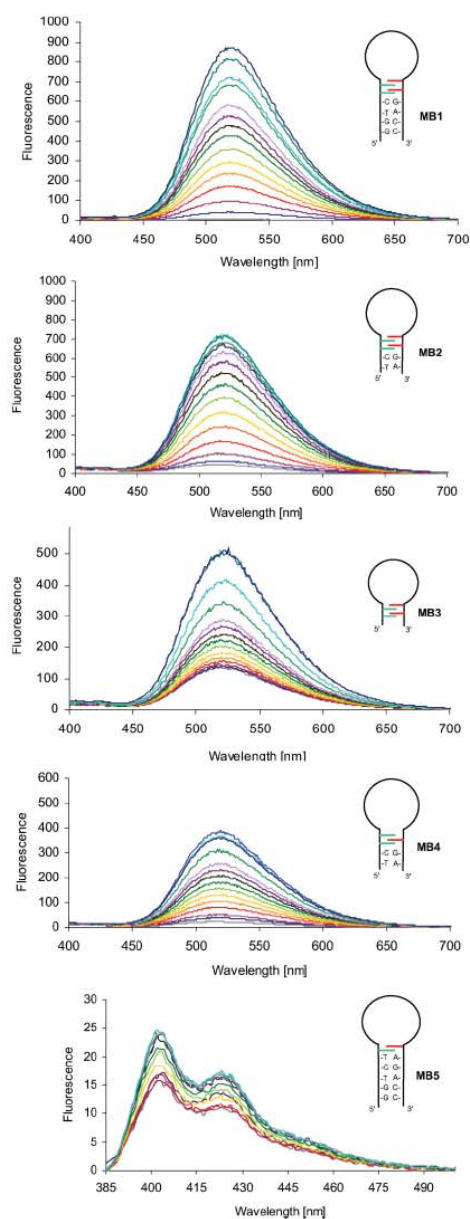 1000
900
800
700
600
500
400
300
200
100
0
Fluorescence
400 450 500 550 600 650 700
Wavelength [nm]
-C G-
-T A-
-G C-
-G C-
5' 3'
MB1
1000
900
800
700
600
500
400
300
200
100
0
Fluorescence
400 450 500 550 600 650 700
Wavelength [nm]
-C G-
-T A-
5' 3'
MB2
500
400
300
200
100
0
Fluorescence
400 450 500 550 600 650 700
Wavelength [nm]
5' 3'
MB3
600
500
400
300
200
100
0
Fluorescence
400 450 500 550 600 650 700
Wavelength [nm]
-C G-
-T A-
5' 3'
MB4
30
25
20
15
10
5
0
Fluorescence
385 400 415 430 445 460 475 490
Wavelength [nm]
-T A-
-C G-
-T A-
-G C-
-G C-
5' 3'
MB5